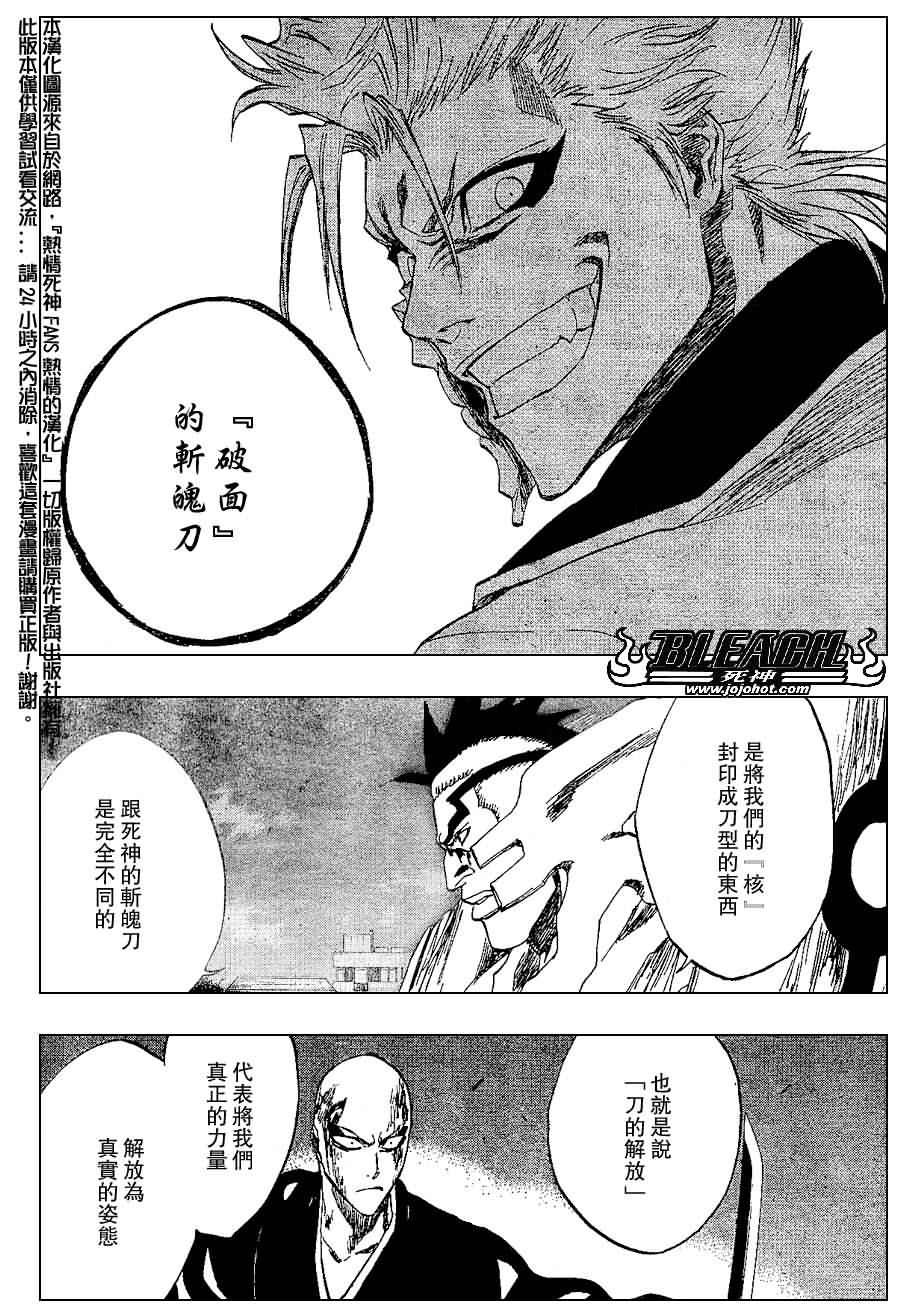 『破面』
的斬魄刀
是將我們的『核』
封印成刀型的東西
跟死神的斬魄刀
是完全不同的
也就是說
「刀的解放」
代表將我們
真正的力量
解放為
真實的姿態
BLEACH
死神
www.jojohot.com
本漢化圖源來自於網路，『熱情死神FANS熱情的漢化』一切版權歸原作者與出版社擁有！
此版本僅供學習試看交流... 請24小時之內消除，喜歡這套漫畫請購買正版！謝謝。